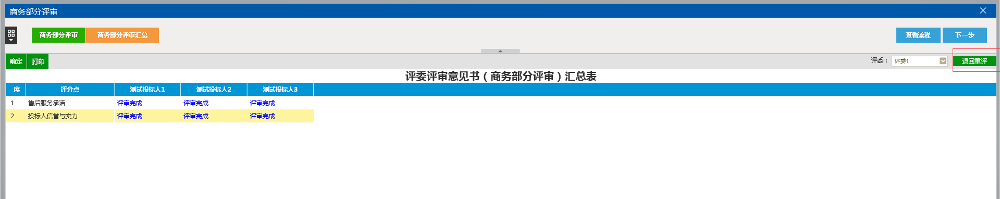 商务部分评审
商务部分评审 商务部分评审汇总 查看流程 下一步
确定 打印 评委： 评委1 退回重评
评委评审意见书（商务部分评审）汇总表
序 评分点 测试投标人1 测试投标人2 测试投标人3
1 售后服务承诺 评审完成 评审完成 评审完成
2 投标人信誉与实力 评审完成 评审完成 评审完成